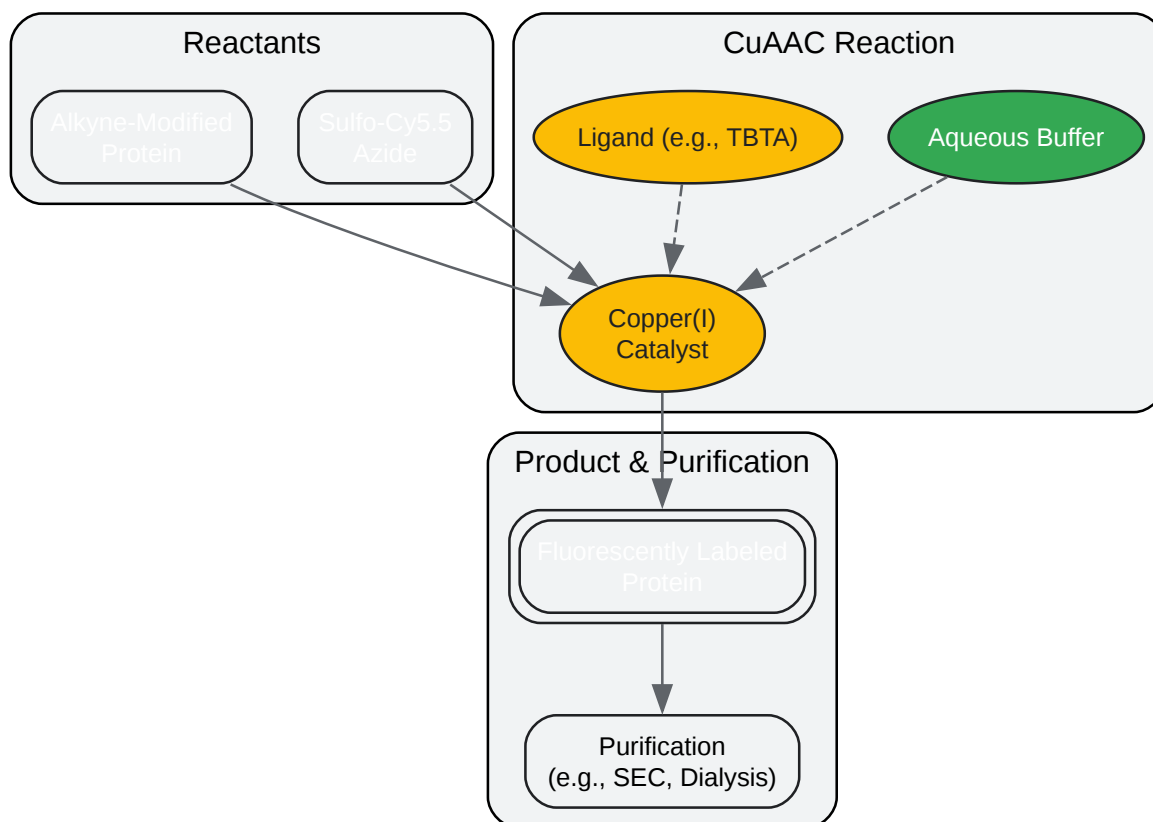 Reactants
Alkyne-Modified
Protein
Sulfo-Cy5.5
Azide
CuAAC Reaction
Ligand (e.g., TBTA)
Aqueous Buffer
Copper(I)
Catalyst
Product & Purification
Fluorescently Labeled
Protein
Purification
(e.g., SEC, Dialysis)